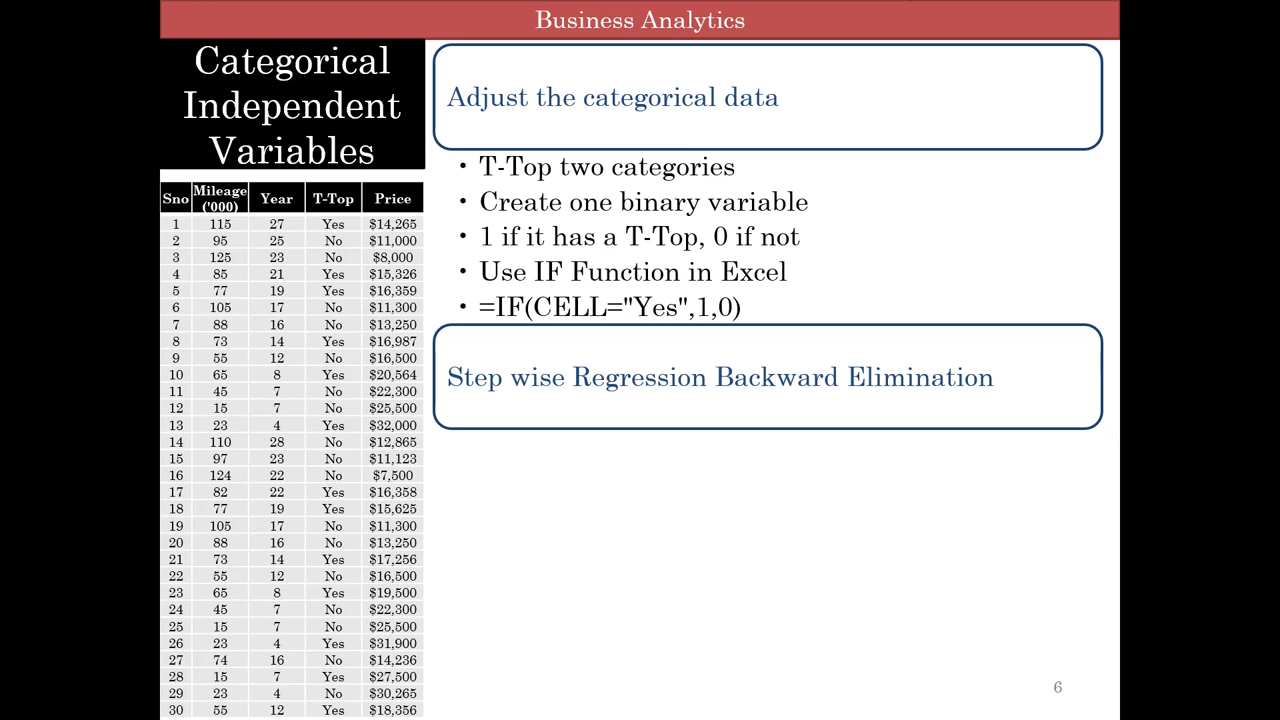 Business Analytics
Categorical
Independent
Variables
Adjust the categorical data
• T-Top two categories
• Create one binary variable
• 1 if it has a T-Top, 0 if not
• Use IF Function in Excel
• =IF(CELL="Yes",1,0)
Step wise Regression Backward Elimination
Sno Mileage ('000) Year T-Top Price
1 115 27 Yes $14,265
2 95 25 No $11,000
3 125 23 No $8,000
4 85 21 Yes $15,326
5 77 19 Yes $16,359
6 105 17 No $11,300
7 88 16 No $13,250
8 73 14 Yes $16,987
9 55 12 No $16,500
10 65 8 Yes $20,564
11 45 7 No $22,300
12 15 7 No $25,500
13 23 4 Yes $32,000
14 110 28 No $12,865
15 97 23 No $11,123
16 124 22 No $7,500
17 82 22 Yes $16,358
18 77 19 Yes $15,625
19 105 17 No $11,300
20 88 16 No $13,250
21 73 14 Yes $17,256
22 55 12 No $16,500
23 65 8 Yes $19,500
24 45 7 No $22,300
25 15 7 No $25,500
26 23 4 Yes $31,900
27 74 16 No $14,236
28 15 7 Yes $27,500
29 23 4 No $30,265
30 55 12 Yes $18,356
6